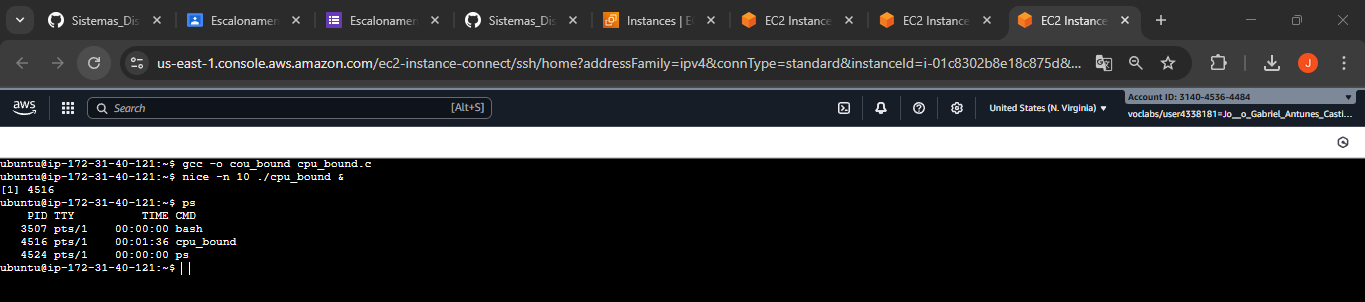 Sistemas_Dis
Escalonamen
Escalonamen
Sistemas_Dis
Instances | E
EC2 Instance
EC2 Instance
EC2 Instance
us-east-1.console.aws.amazon.com/ec2-instance-connect/ssh/home?addressFamily=ipv4&connType=standard&instanceId=i-01c8302b8e18c875d&...
J
aws
Search
[Alt+S]
United States (N. Virginia)
Account ID: 3140-4536-4484
voclabs/user4338181=Jo__o_Gabriel_Antunes_Casti...
ubuntu@ip-172-31-40-121:~$ gcc -o cou_bound cpu_bound.c
ubuntu@ip-172-31-40-121:~$ nice -n 10 ./cpu_bound &
[1] 4516
ubuntu@ip-172-31-40-121:~$ ps
PID TTY TIME CMD
3507 pts/1 00:00:00 bash
4516 pts/1 00:01:36 cpu_bound
4524 pts/1 00:00:00 ps
ubuntu@ip-172-31-40-121:~$